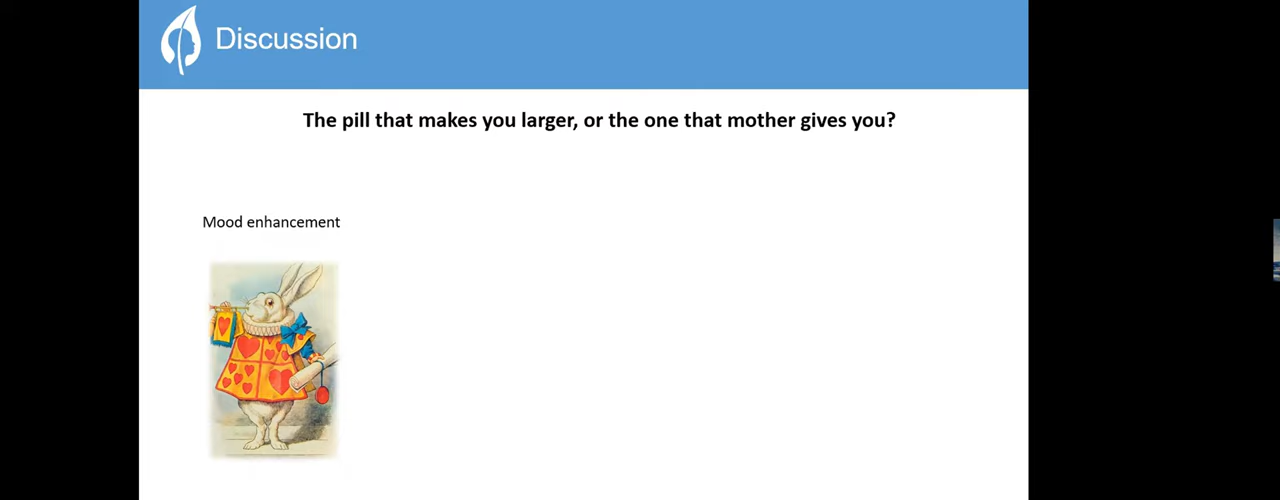 Discussion
The pill that makes you larger, or the one that mother gives you?
Mood enhancement